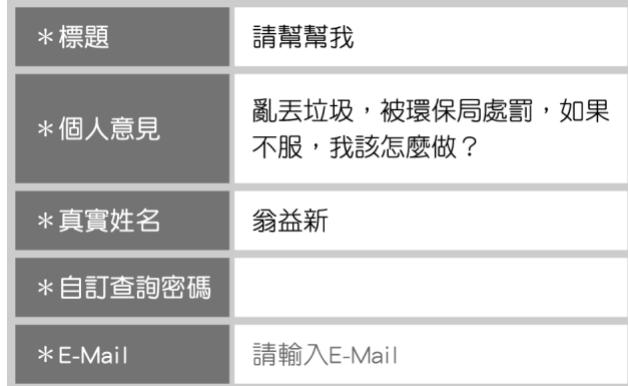 ＊標題 請幫幫我
＊個人意見 亂丟垃圾，被環保局處罰，如果
不服，我該怎麼做？
＊真實姓名 翁益新
＊自訂查詢密碼
＊E-Mail 請輸入E-Mail